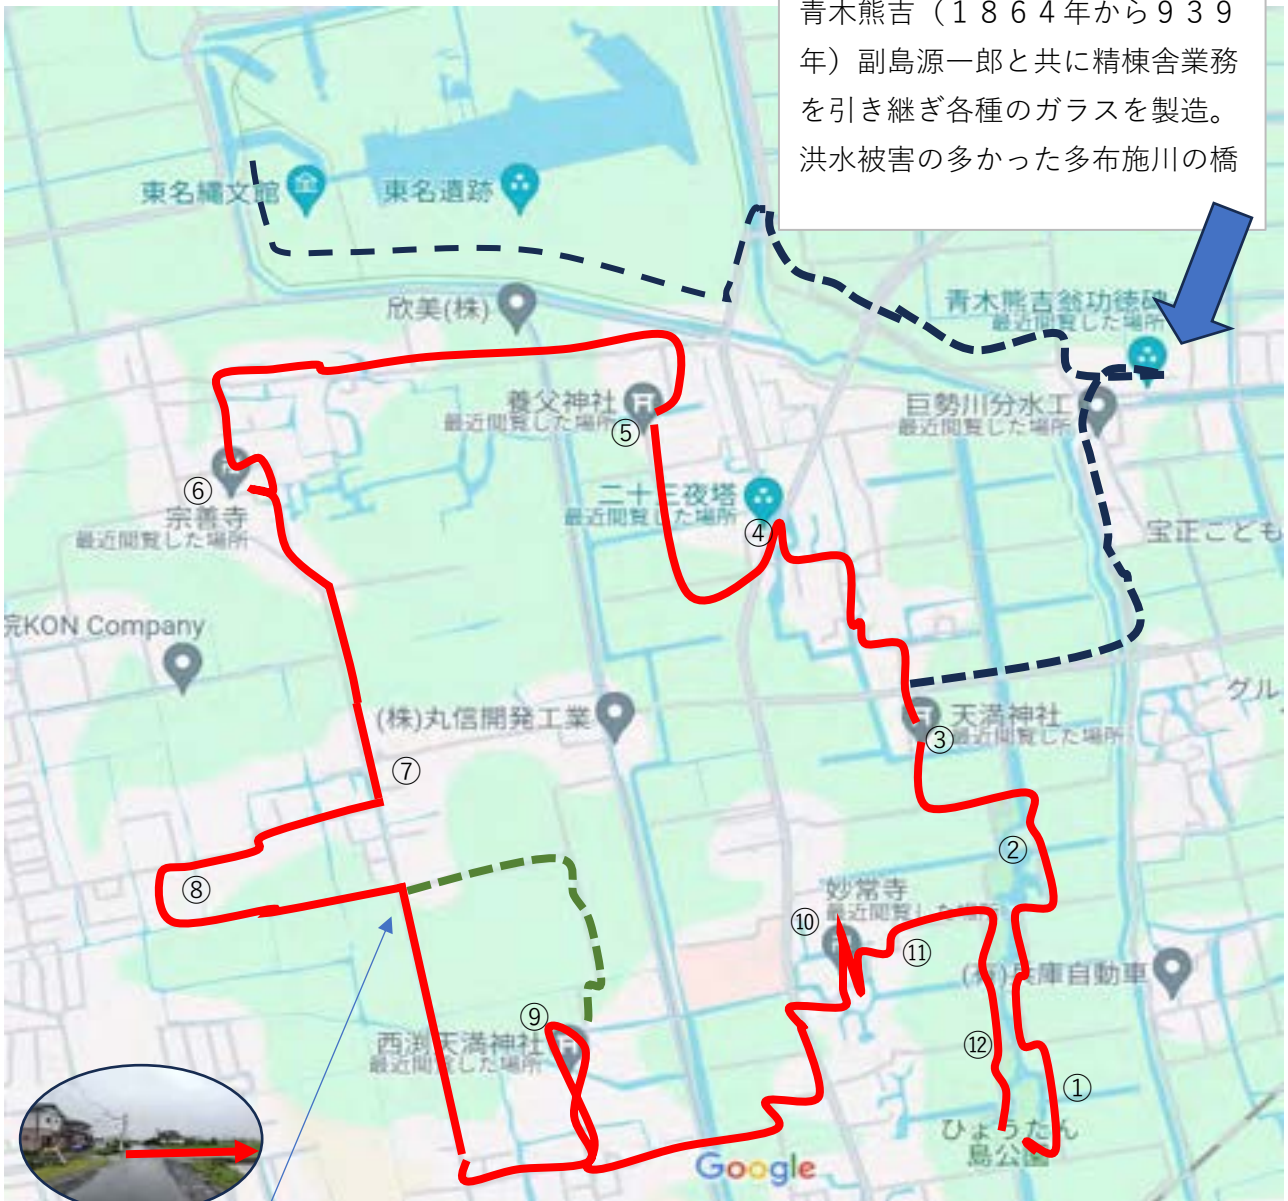 青木熊吉（１８６４年から９３９
年）副島源一郎と共に精棟舎業務
を引き継ぎ各種のガラスを製造。
洪水被害の多かった多布施川の橋
東名縄文館
東名遺跡
欣美(株)
青木熊吉翁功徳碑
最近閲覧した場所
養父神社
最近閲覧した場所
⑤
巨勢川分水工
最近閲覧した場所
⑥
宗善寺
最近閲覧した場所
二十三夜塔
最近閲覧した場所
④
宝正こども
院KON Company
(株)丸信開発工業
グル
天満神社
最近閲覧した場所
③
⑦
②
⑧
妙常寺
最近閲覧した場所
⑩
⑪
(有)兵庫自動車
⑨
西渕天満神社
最近閲覧した場所
⑫
①
ひょうたん
島公園
Google